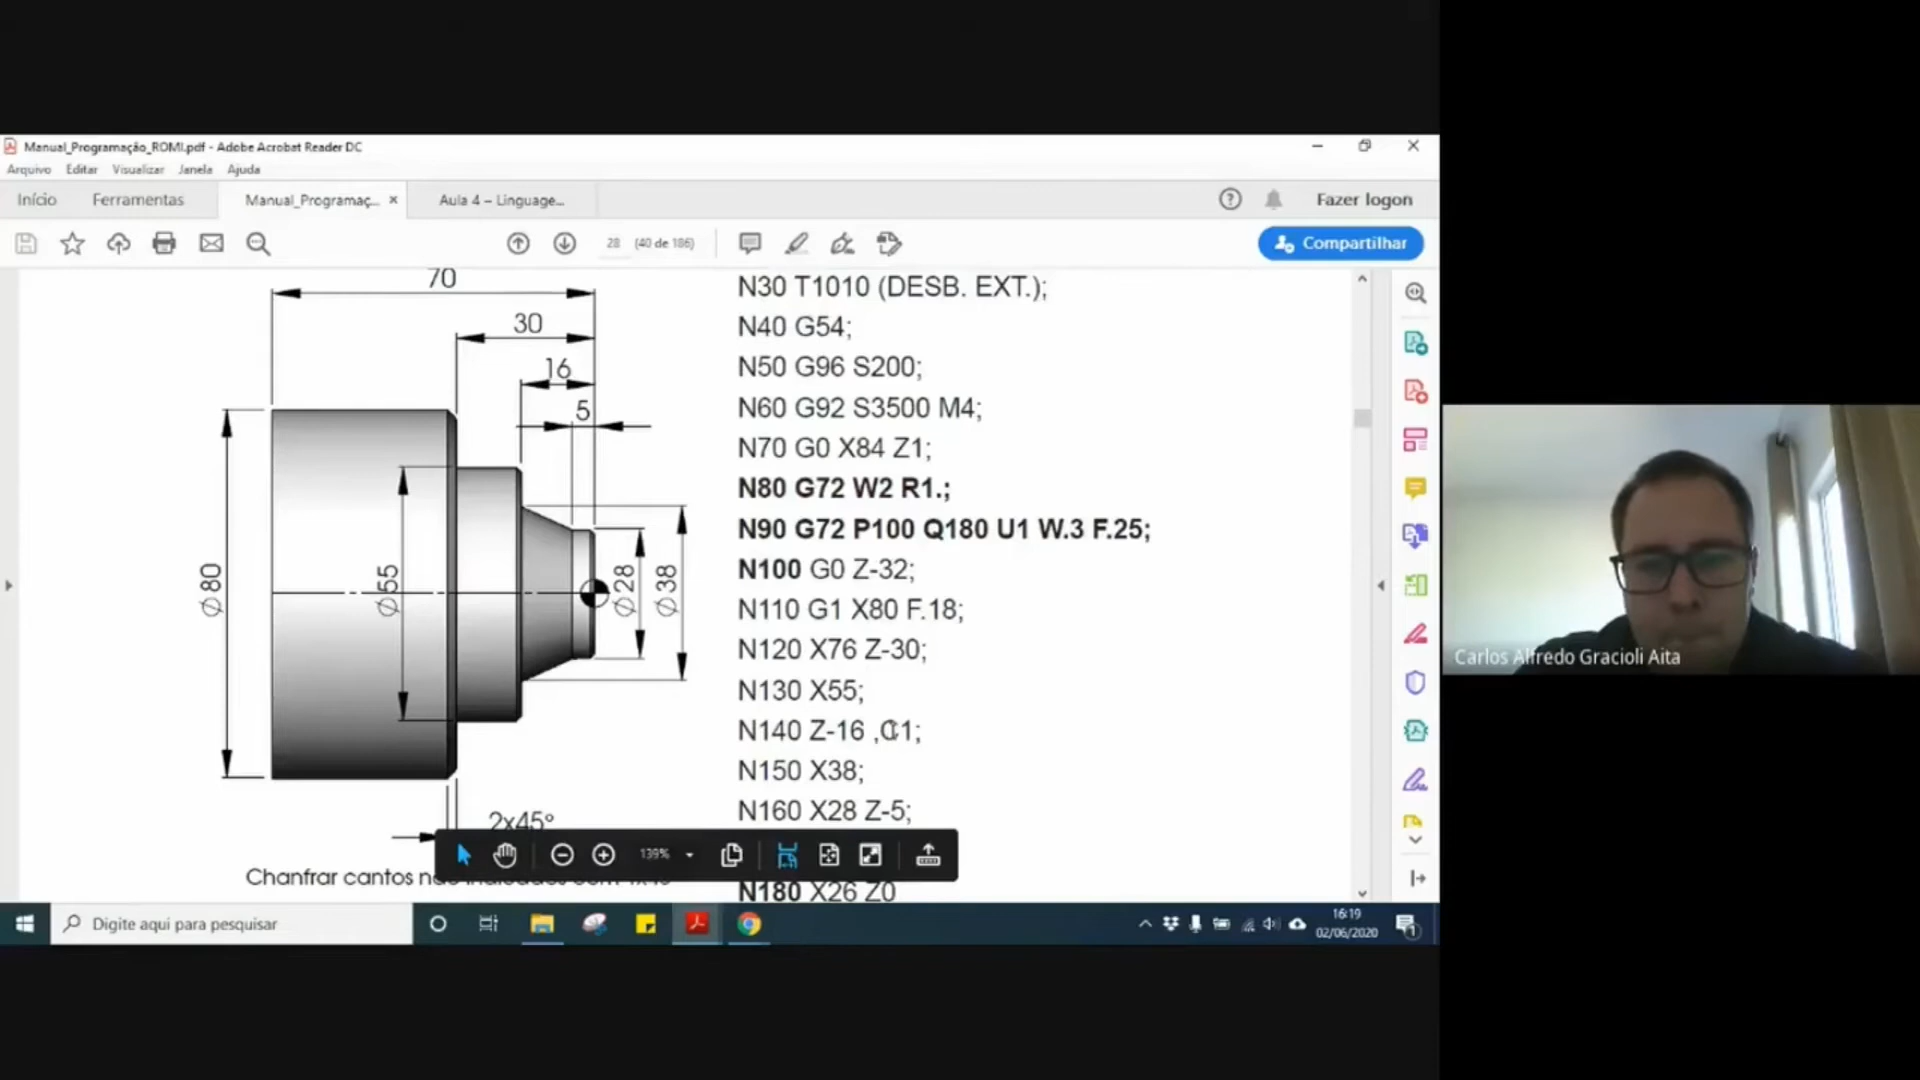 Manual_Programação_ROMI.pdf - Adobe Acrobat Reader DC
Arquivo Editar Visualizar Janela Ajuda
Início Ferramentas Manual_Programaç... × Aula 4 – Linguage... Fazer logon
28 (40 de 186) Compartilhar
70
30
16
5
⌀80
⌀55
⌀28
⌀38
2x45°
Chanfrar cantos
N30 T1010 (DESB. EXT.);
N40 G54;
N50 G96 S200;
N60 G92 S3500 M4;
N70 G0 X84 Z1;
N80 G72 W2 R1.;
N90 G72 P100 Q180 U1 W.3 F.25;
N100 G0 Z-32;
N110 G1 X80 F.18;
N120 X76 Z-30;
N130 X55;
N140 Z-16 ,C1;
N150 X38;
N160 X28 Z-5;
N180 X26 Z0
139%
Digite aqui para pesquisar
16:19
02/06/2020
1
Carlos Alfredo Gracioli Aita